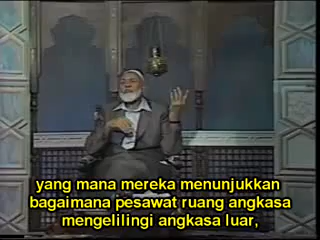 yang mana mereka menunjukkan
bagaimana pesawat ruang angkasa
mengelilingi angkasa luar,